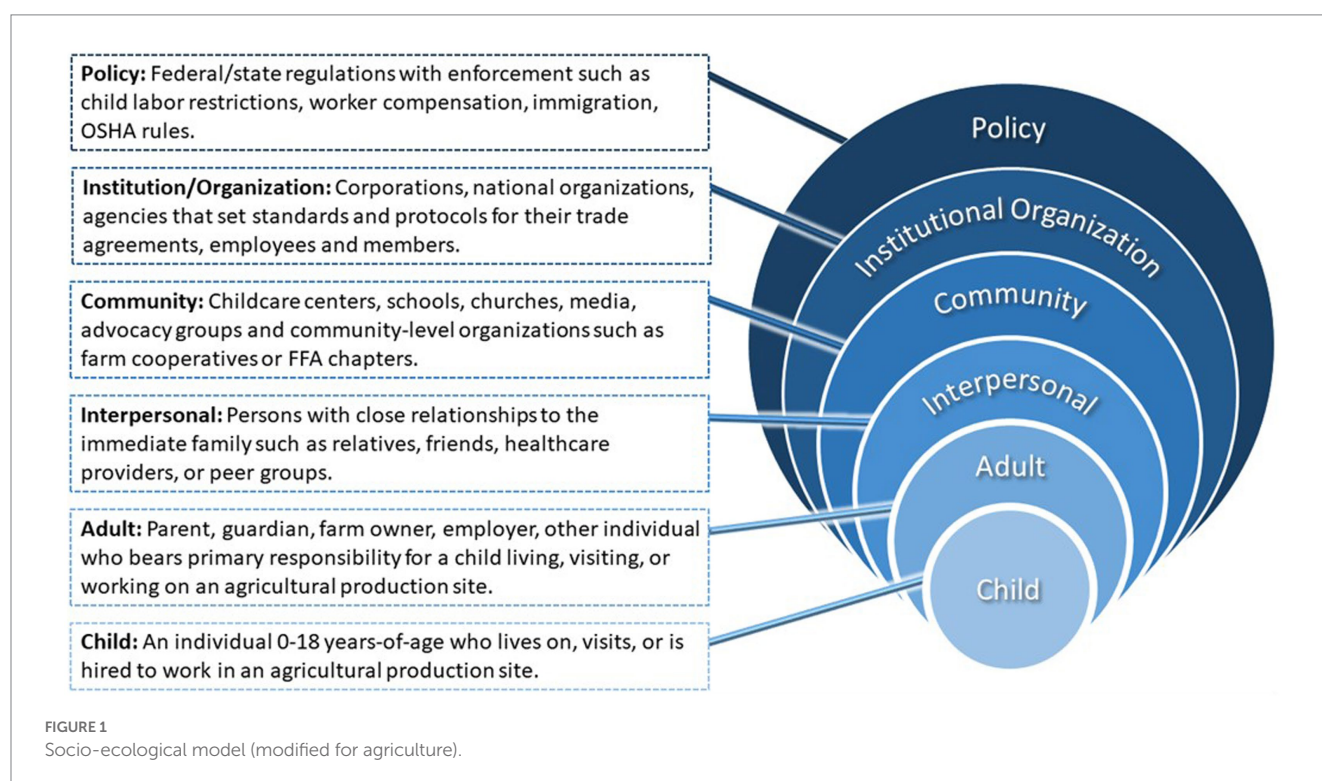 Policy: Federal/state regulations with enforcement such as
child labor restrictions, worker compensation, immigration,
OSHA rules.
Institution/Organization: Corporations, national organizations,
agencies that set standards and protocols for their trade
agreements, employees and members.
Community: Childcare centers, schools, churches, media,
advocacy groups and community-level organizations such as
farm cooperatives or FFA chapters.
Interpersonal: Persons with close relationships to the
immediate family such as relatives, friends, healthcare
providers, or peer groups.
Adult: Parent, guardian, farm owner, employer, other individual
who bears primary responsibility for a child living, visiting, or
working on an agricultural production site.
Child: An individual 0-18 years-of-age who lives on, visits, or is
hired to work in an agricultural production site.
Policy
Institutional Organization
Community
Interpersonal
Adult
Child
FIGURE 1
Socio-ecological model (modified for agriculture).